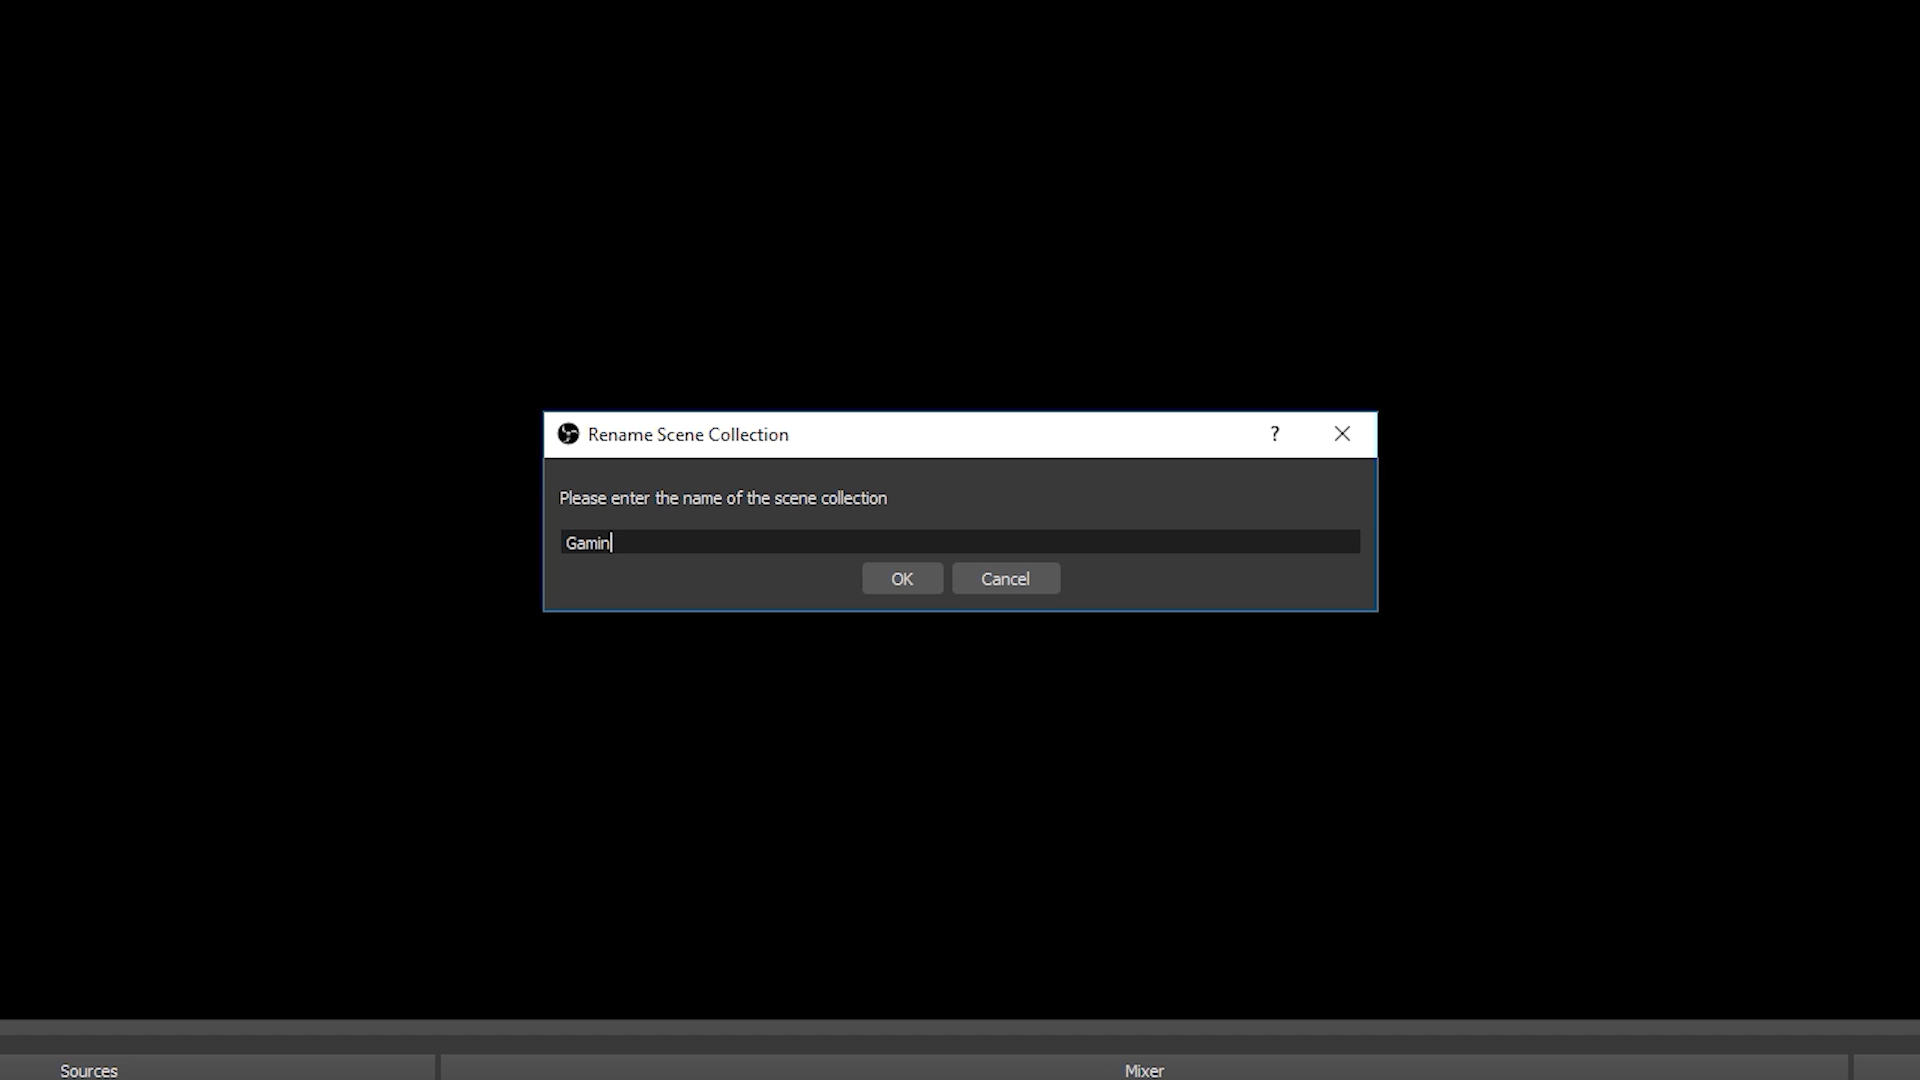 Rename Scene Collection
?
Please enter the name of the scene collection
Gamin
OK
Cancel
Sources
Mixer